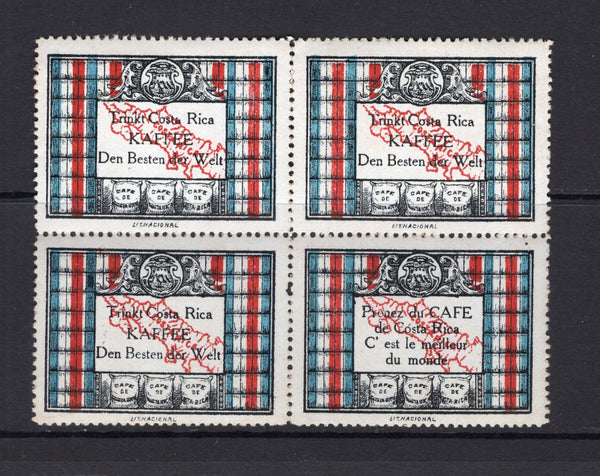 Trinkt Costa Rica
KAFFEE
Den Besten der Welt
CAFE DE COSTA RICA CAFE DE COSTA RICA CAFE DE COSTA RICA
LIT. NACIONAL
Trinkt Costa Rica
KAFFEE
Den Besten der Welt
CAFE DE COSTA RICA CAFE DE COSTA RICA CAFE DE COSTA RICA
LIT. NACIONAL
Trinkt Costa Rica
KAFFEE
Den Besten der Welt
CAFE DE COSTA RICA CAFE DE COSTA RICA CAFE DE COSTA RICA
LIT. NACIONAL
Prenez du CAFE
de Costa Rica
C' est le meilleur
du monde
CAFE DE COSTA RICA CAFE DE COSTA RICA CAFE DE COSTA RICA
LIT. NACIONAL